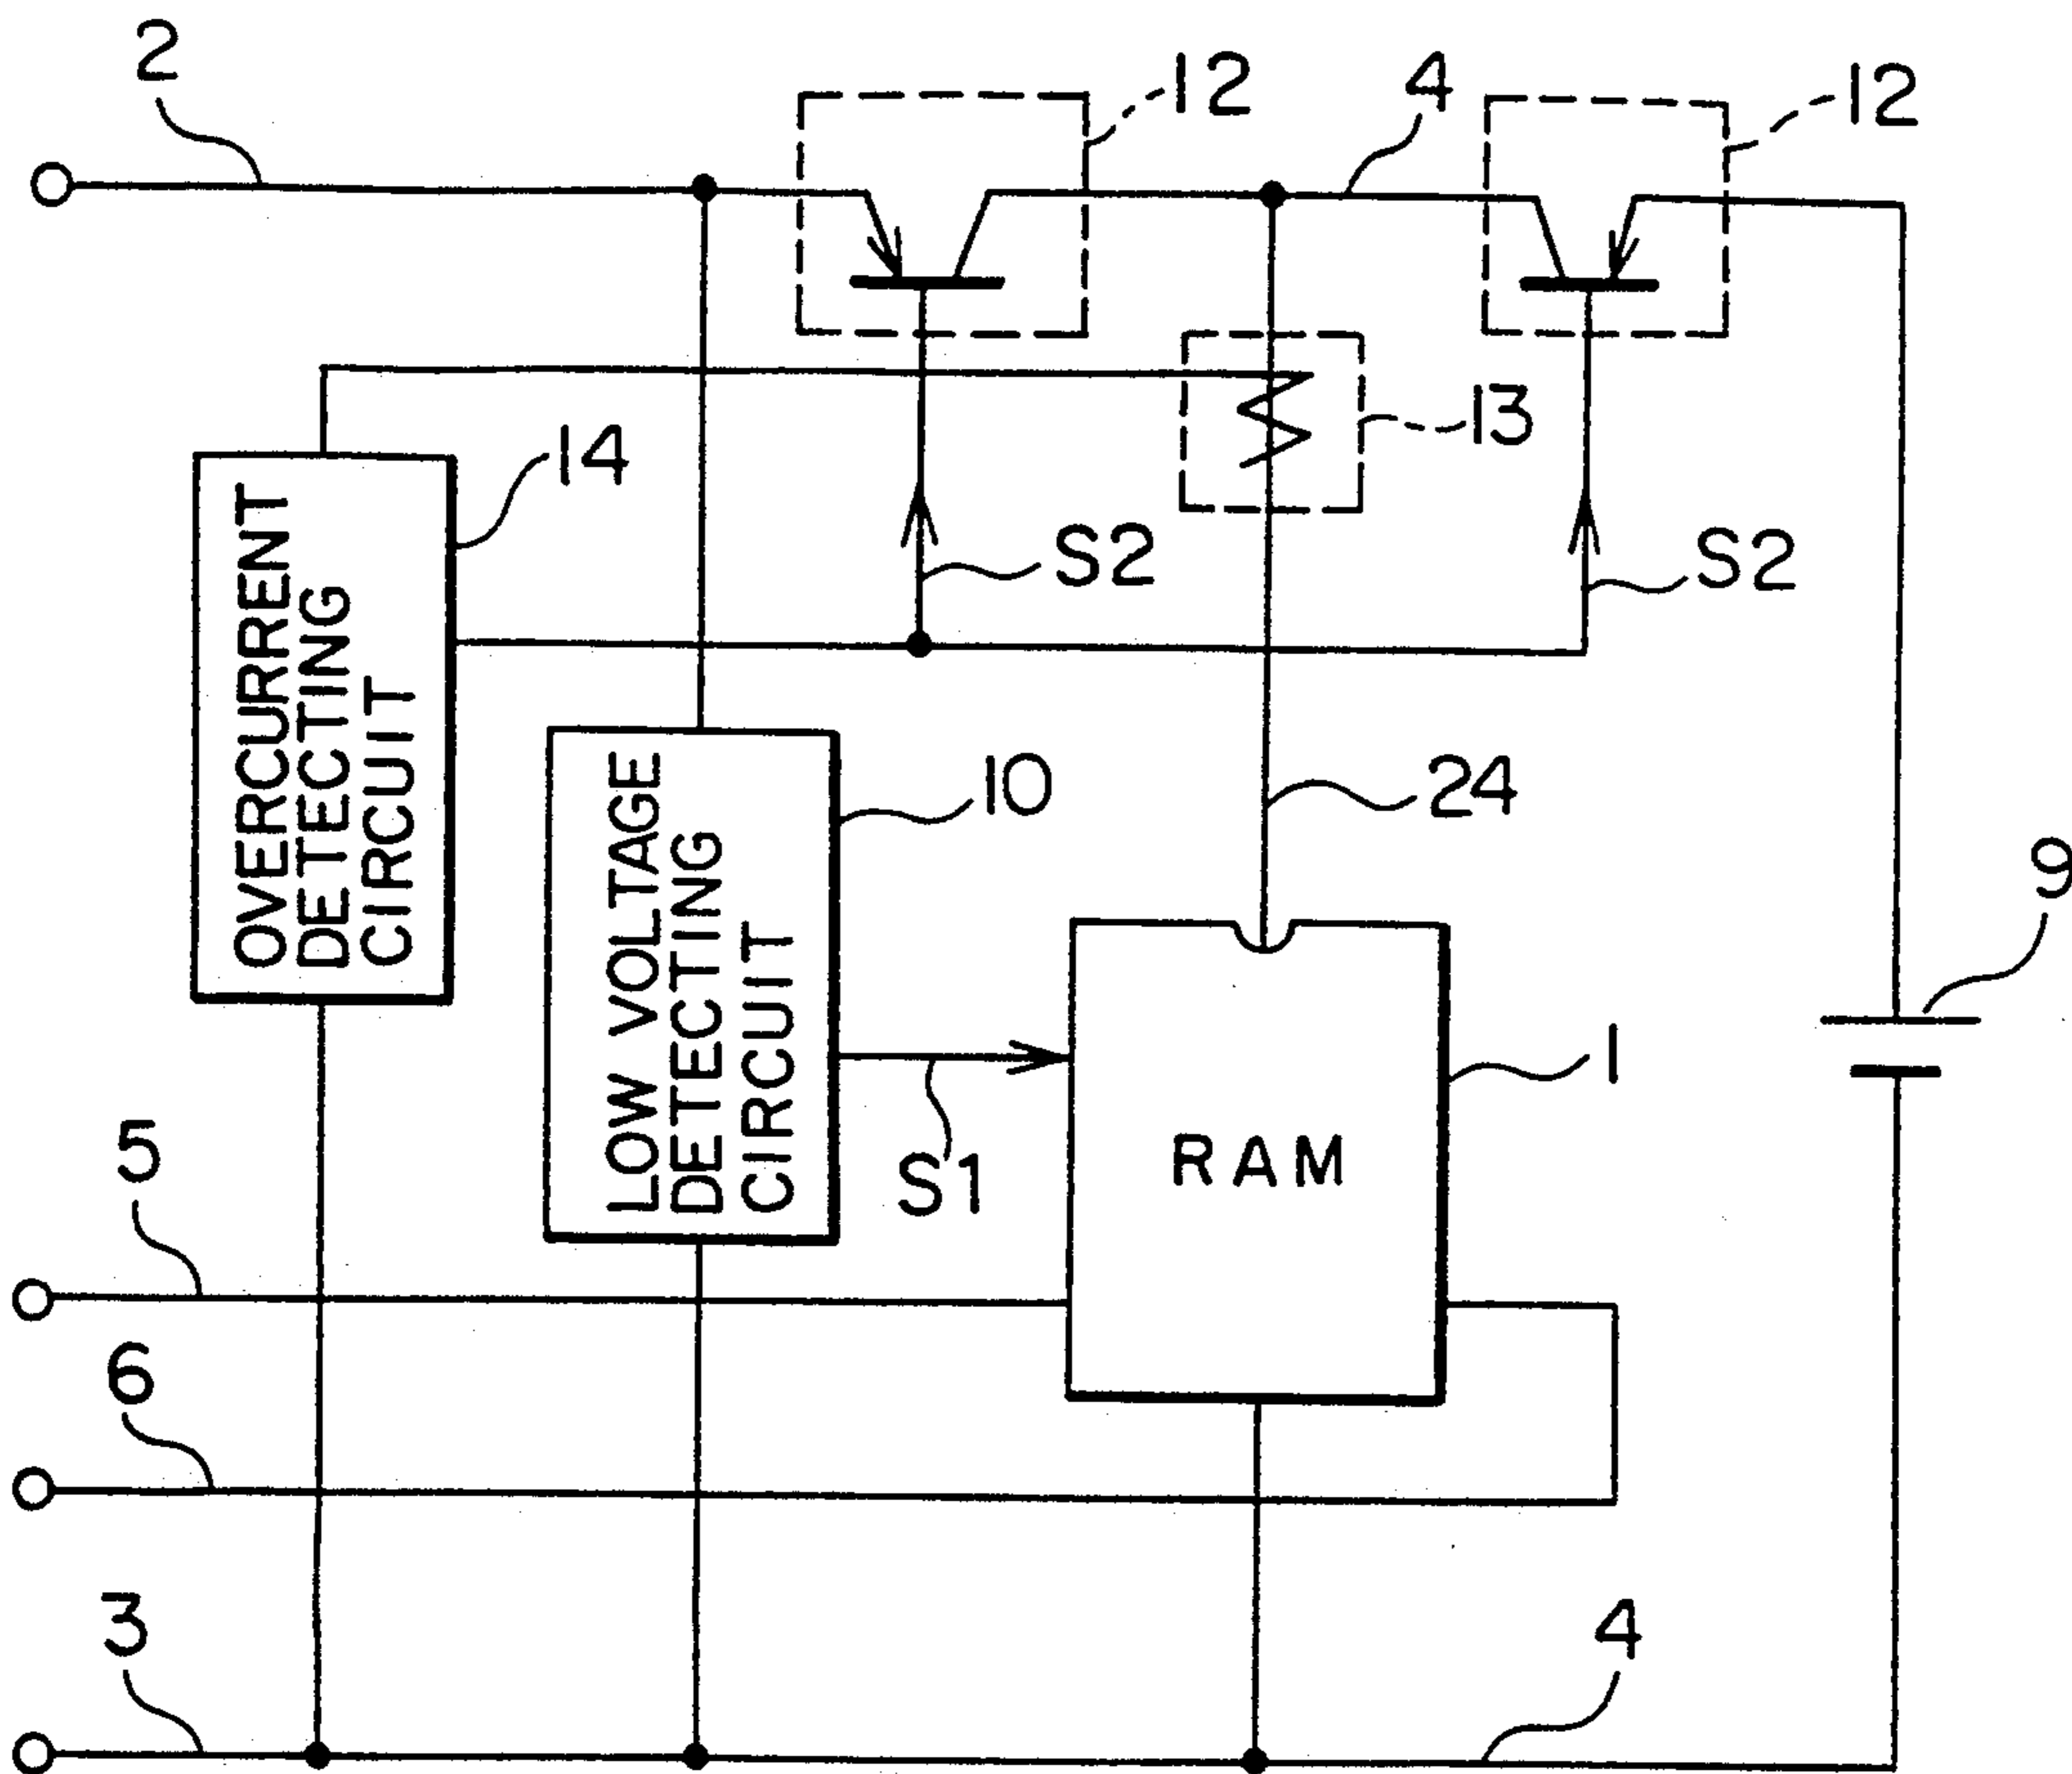 2
12
4
12
13
14
S2
S2
OVERCURRENT
DETECTING
CIRCUIT
10
24
LOW VOLTAGE
DETECTING
CIRCUIT
9
1
S1
RAM
5
6
3
4